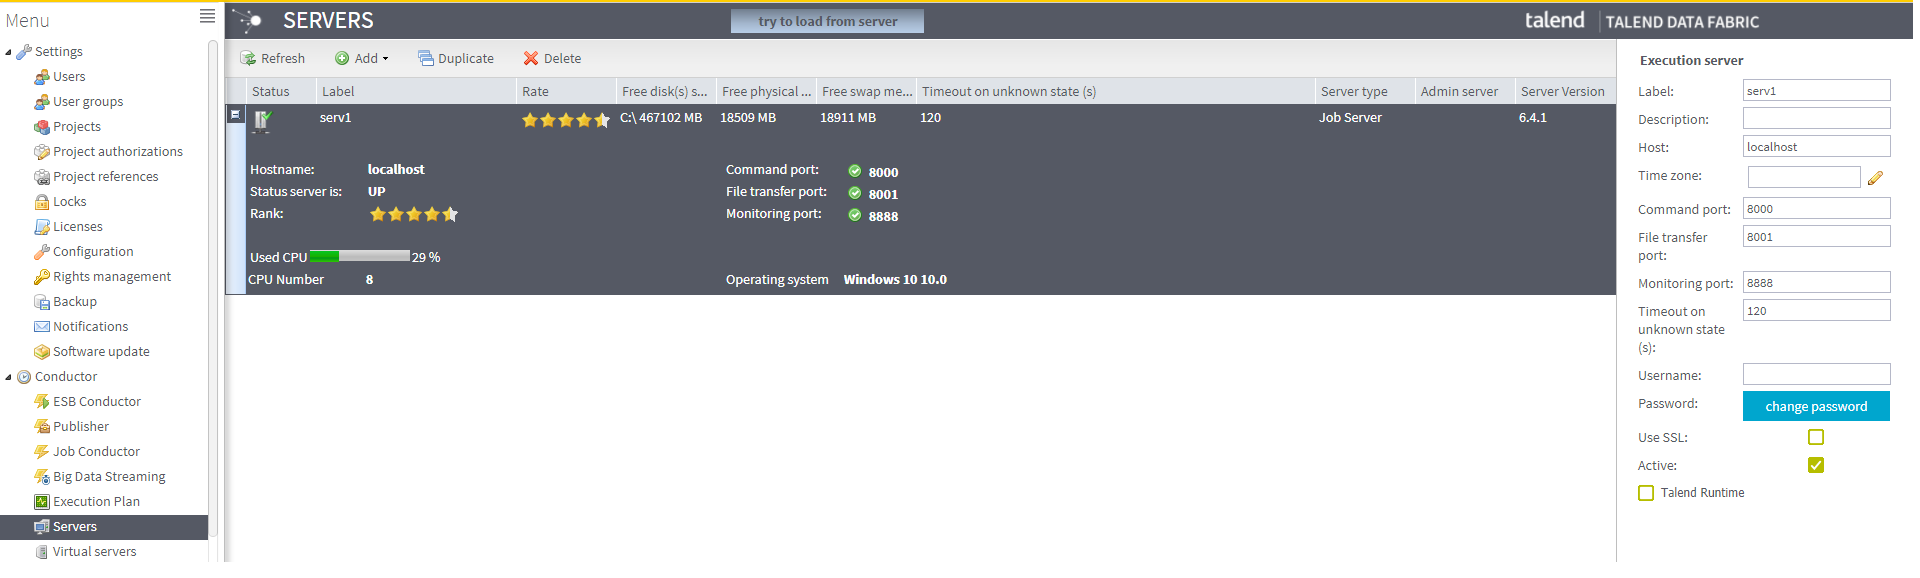 Menu
SERVERS
try to load from server
talend | TALEND DATA FABRIC
Settings
Users
User groups
Projects
Project authorizations
Project references
Locks
Licenses
Configuration
Rights management
Backup
Notifications
Software update
Conductor
ESB Conductor
Publisher
Job Conductor
Big Data Streaming
Execution Plan
Servers
Virtual servers
Refresh Add Duplicate Delete
Status Label Rate Free disk(s) s... Free physical ... Free swap me... Timeout on unknown state (s) Server type Admin server Server Version
serv1 C:\ 467102 MB 18509 MB 18911 MB 120 Job Server 6.4.1
Hostname: localhost Command port: 8000
Status server is: UP File transfer port: 8001
Rank: Monitoring port: 8888
Used CPU 29 %
CPU Number 8 Operating system Windows 10 10.0
Execution server
Label: serv1
Description:
Host: localhost
Time zone:
Command port: 8000
File transfer 8001
port:
Monitoring port: 8888
Timeout on 120
unknown state
(s):
Username:
Password: change password
Use SSL:
Active:
Talend Runtime